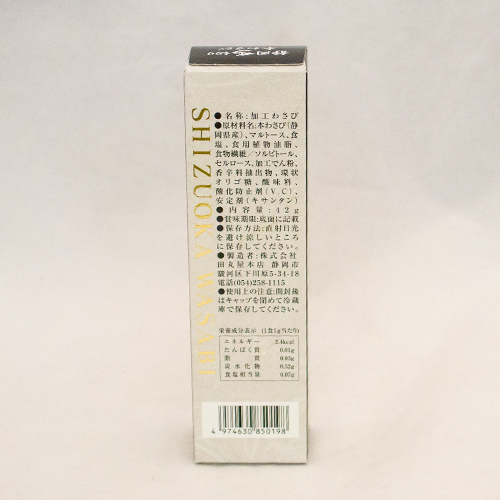 静岡産
本わさび
SHIZUOKA WASABI
●名称:加工わさび
●原材料名:本わさび(静
岡県産)、マルトース、食
塩、食用植物油脂、
食物繊維/ソルビトール、
セルロース、加工でん粉、
香辛料抽出物、環状
オリゴ糖、酸味料、
酸化防止剤(V.C)、
安定剤(キサンタン)
●内容量:42g
●賞味期限:底面に記載
●保存方法:直射日光
を避け涼しいところ
に保存してください。
●製造者:株式会社
田丸屋本店 静岡市
駿河区下川原5-34-18
電話(054)258-1115
●使用上の注意:開封後
はキャップを閉めて冷蔵
庫で保存してください。
栄養成分表示 (1食1g当たり)
エネルギー 2.4kcal
たんぱく質 0.01g
脂質 0.03g
炭水化物 0.52g
食塩相当量 0.07g
4 974630 850198